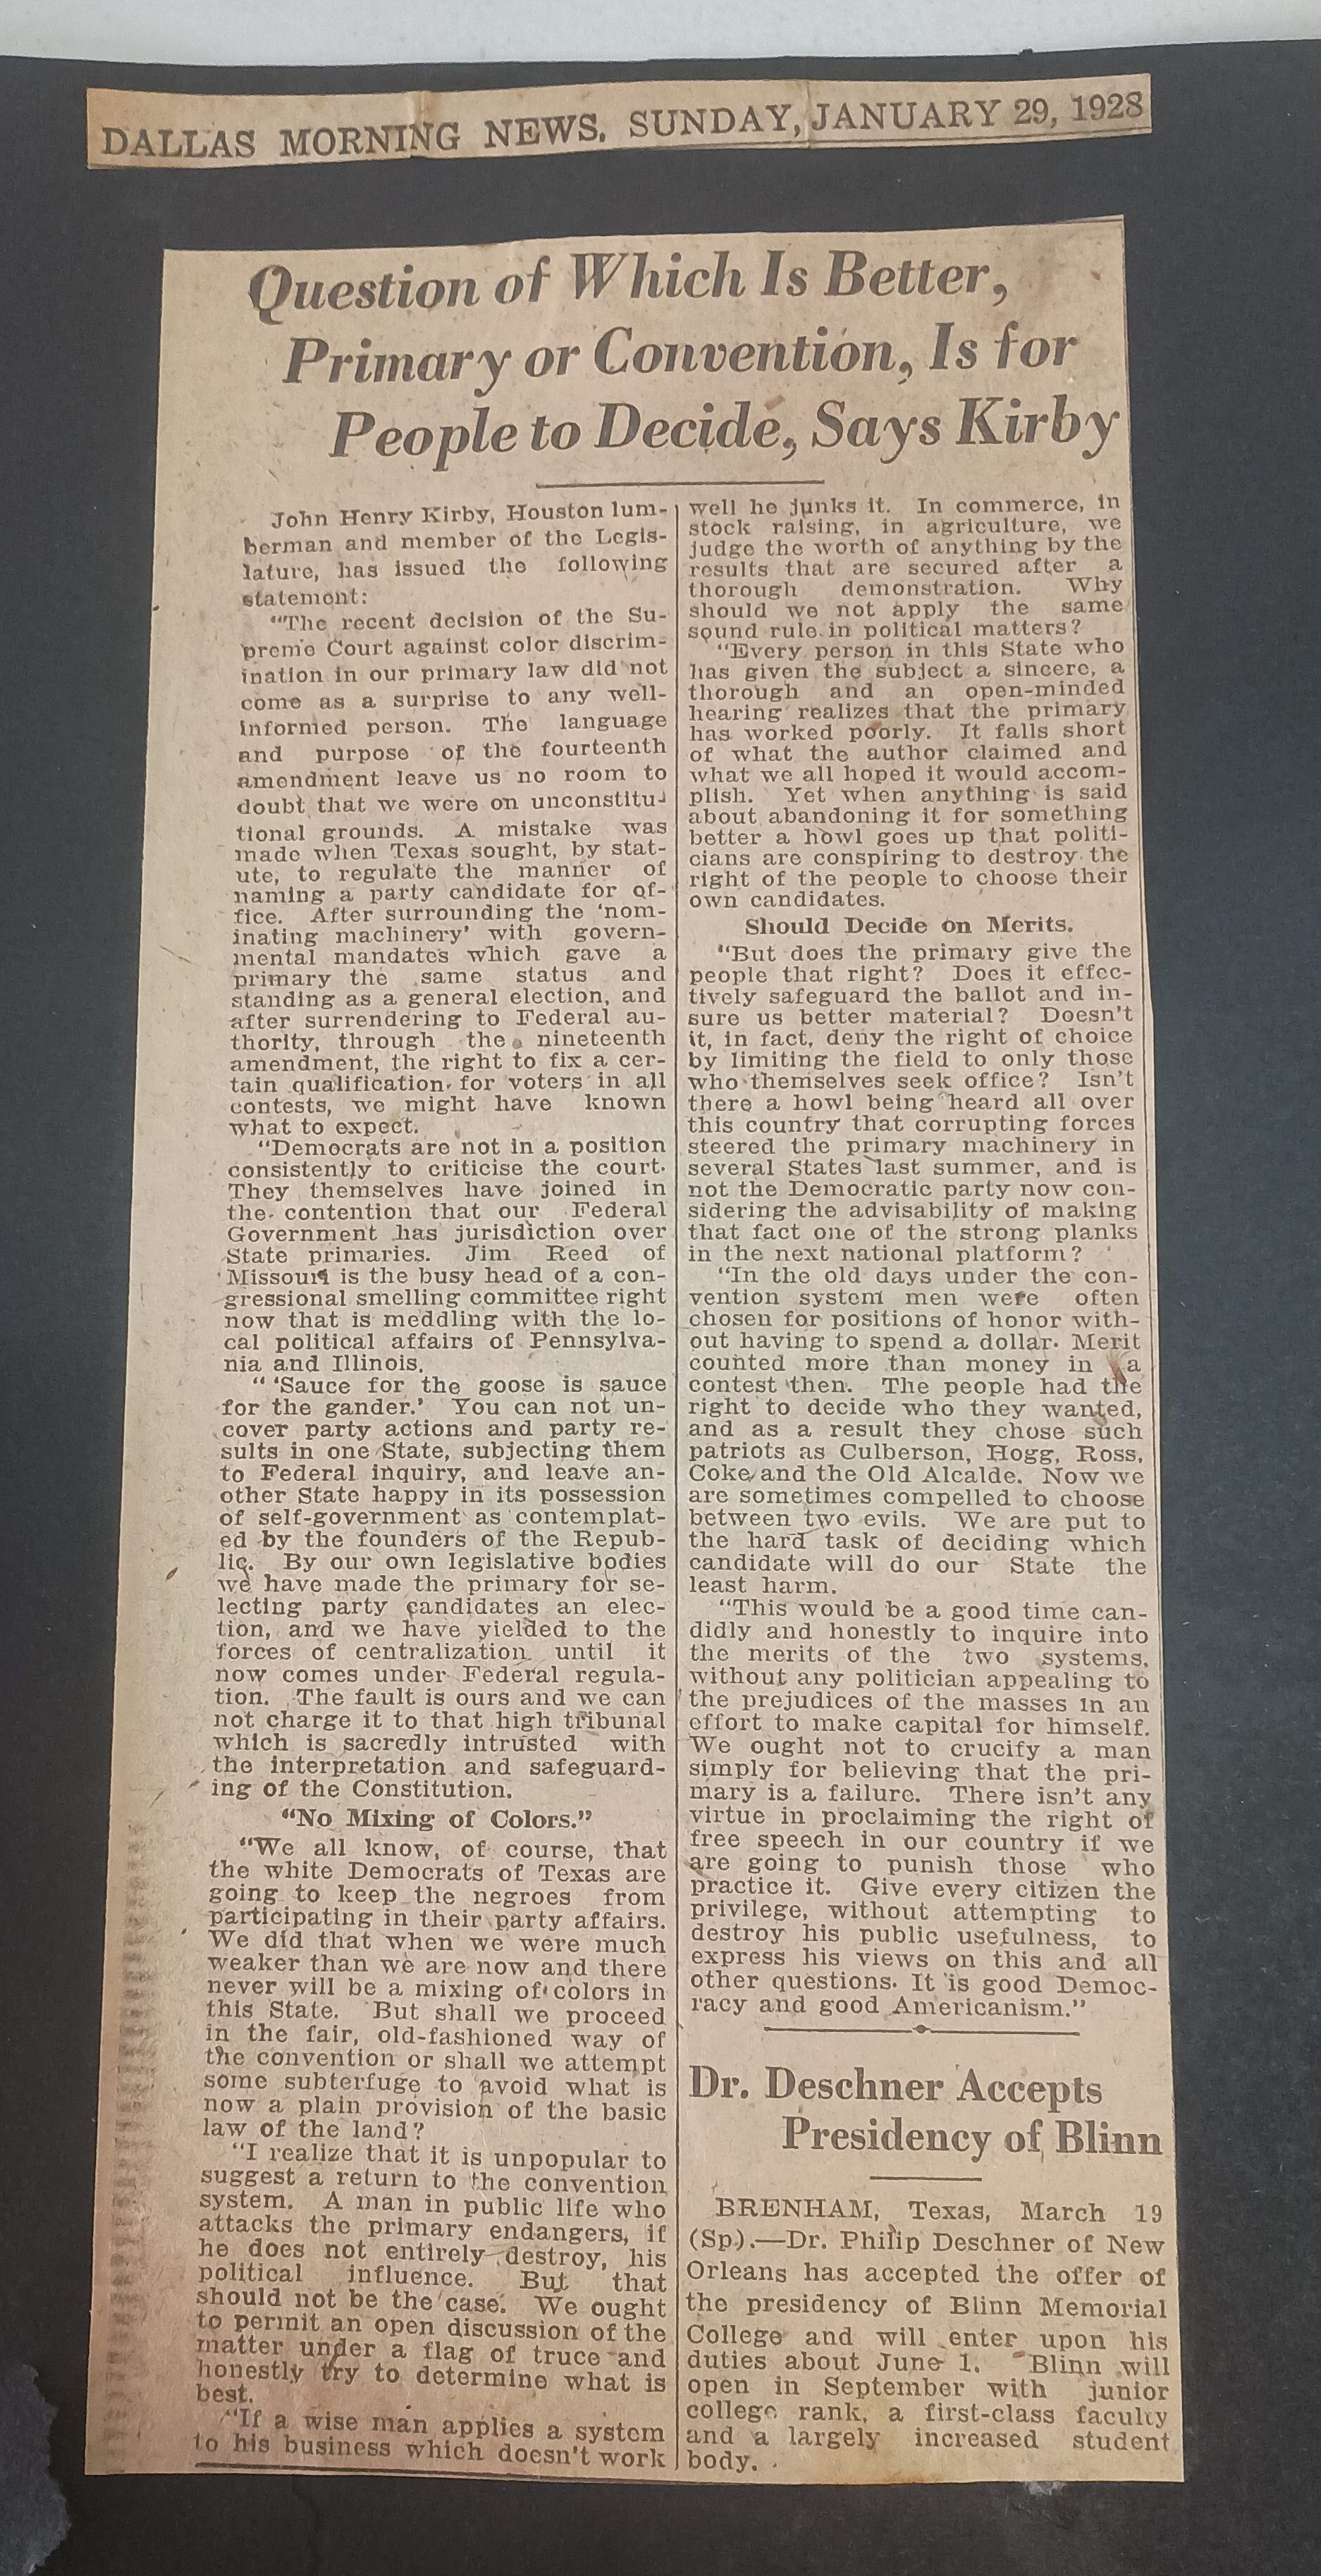 DALLAS MORNING NEWS, SUNDAY, JANUARY 29, 1928
Question of Which Is Better,
Primary or Convention, Is for
People to Decide, Says Kirby
John Henry Kirby, Houston lum-
berman and member of the Legis-
lature, has issued the following
statement:
"The recent decision of the Su-
preme Court against color discrim-
ination in our primary law did not
come as a surprise to any well-
informed person. The language
and purpose of the fourteenth
amendment leave us no room to
doubt that we were on unconstitu-
tional grounds. A mistake was
made when Texas sought, by stat-
ute, to regulate the manner of
naming a party candidate for of-
fice. After surrounding the 'nom-
inating machinery' with govern-
mental mandates which gave a
primary the same status and
standing as a general election, and
after surrendering to Federal au-
thority, through the nineteenth
amendment, the right to fix a cer-
tain qualification for voters in all
contests, we might have known
what to expect.
"Democrats are not in a position
consistently to criticise the court.
They themselves have joined in
the contention that our Federal
Government has jurisdiction over
State primaries. Jim Reed of
Missouri is the busy head of a con-
gressional smelling committee right
now that is meddling with the lo-
cal political affairs of Pennsylva-
nia and Illinois.
"'Sauce for the goose is sauce
for the gander.' You can not un-
cover party actions and party re-
sults in one State, subjecting them
to Federal inquiry, and leave an-
other State happy in its possession
of self-government as contemplat-
ed by the founders of the Repub-
lic. By our own legislative bodies
we have made the primary for se-
lecting party candidates an elec-
tion, and we have yielded to the
forces of centralization until it
now comes under Federal regula-
tion. The fault is ours and we can
not charge it to that high tribunal
which is sacredly intrusted with
the interpretation and safeguard-
ing of the Constitution.
"No Mixing of Colors."
"We all know, of course, that
the white Democrats of Texas are
going to keep the negroes from
participating in their party affairs.
We did that when we were much
weaker than we are now and there
never will be a mixing of colors in
this State. But shall we proceed
in the fair, old-fashioned way of
the convention or shall we attempt
some subterfuge to avoid what is
now a plain provision of the basic
law of the land?
"I realize that it is unpopular to
suggest a return to the convention
system. A man in public life who
attacks the primary endangers, if
he does not entirely destroy, his
political influence. But that
should not be the case. We ought
to permit an open discussion of the
matter under a flag of truce and
honestly try to determine what is
best.
"If a wise man applies a system
to his business which doesn't work
well he junks it. In commerce, in
stock raising, in agriculture, we
judge the worth of anything by the
results that are secured after a
thorough demonstration. Why
should we not apply the same
sound rule in political matters?
"Every person in this State who
has given the subject a sincere, a
thorough and an open-minded
hearing realizes that the primary
has worked poorly. It falls short
of what the author claimed and
what we all hoped it would accom-
plish. Yet when anything is said
about abandoning it for something
better a howl goes up that politi-
cians are conspiring to destroy the
right of the people to choose their
own candidates.
Should Decide on Merits.
"But does the primary give the
people that right? Does it effec-
tively safeguard the ballot and in-
sure us better material? Doesn't
it, in fact, deny the right of choice
by limiting the field to only those
who themselves seek office? Isn't
there a howl being heard all over
this country that corrupting forces
steered the primary machinery in
several States last summer, and is
not the Democratic party now con-
sidering the advisability of making
that fact one of the strong planks
in the next national platform?
"In the old days under the con-
vention system men were often
chosen for positions of honor with-
out having to spend a dollar. Merit
counted more than money in a
contest then. The people had the
right to decide who they wanted,
and as a result they chose such
patriots as Culberson, Hogg, Ross,
Coke and the Old Alcalde. Now we
are sometimes compelled to choose
between two evils. We are put to
the hard task of deciding which
candidate will do our State the
least harm.
"This would be a good time can-
didly and honestly to inquire into
the merits of the two systems,
without any politician appealing to
the prejudices of the masses in an
effort to make capital for himself.
We ought not to crucify a man
simply for believing that the pri-
mary is a failure. There isn't any
virtue in proclaiming the right of
free speech in our country if we
are going to punish those who
practice it. Give every citizen the
privilege, without attempting to
destroy his public usefulness, to
express his views on this and all
other questions. It is good Democ-
racy and good Americanism."
Dr. Deschner Accepts
Presidency of Blinn
BRENHAM, Texas, March 19
(Sp).—Dr. Philip Deschner of New
Orleans has accepted the offer of
the presidency of Blinn Memorial
College and will enter upon his
duties about June 1. Blinn will
open in September with junior
college rank, a first-class faculty
and a largely increased student
body.